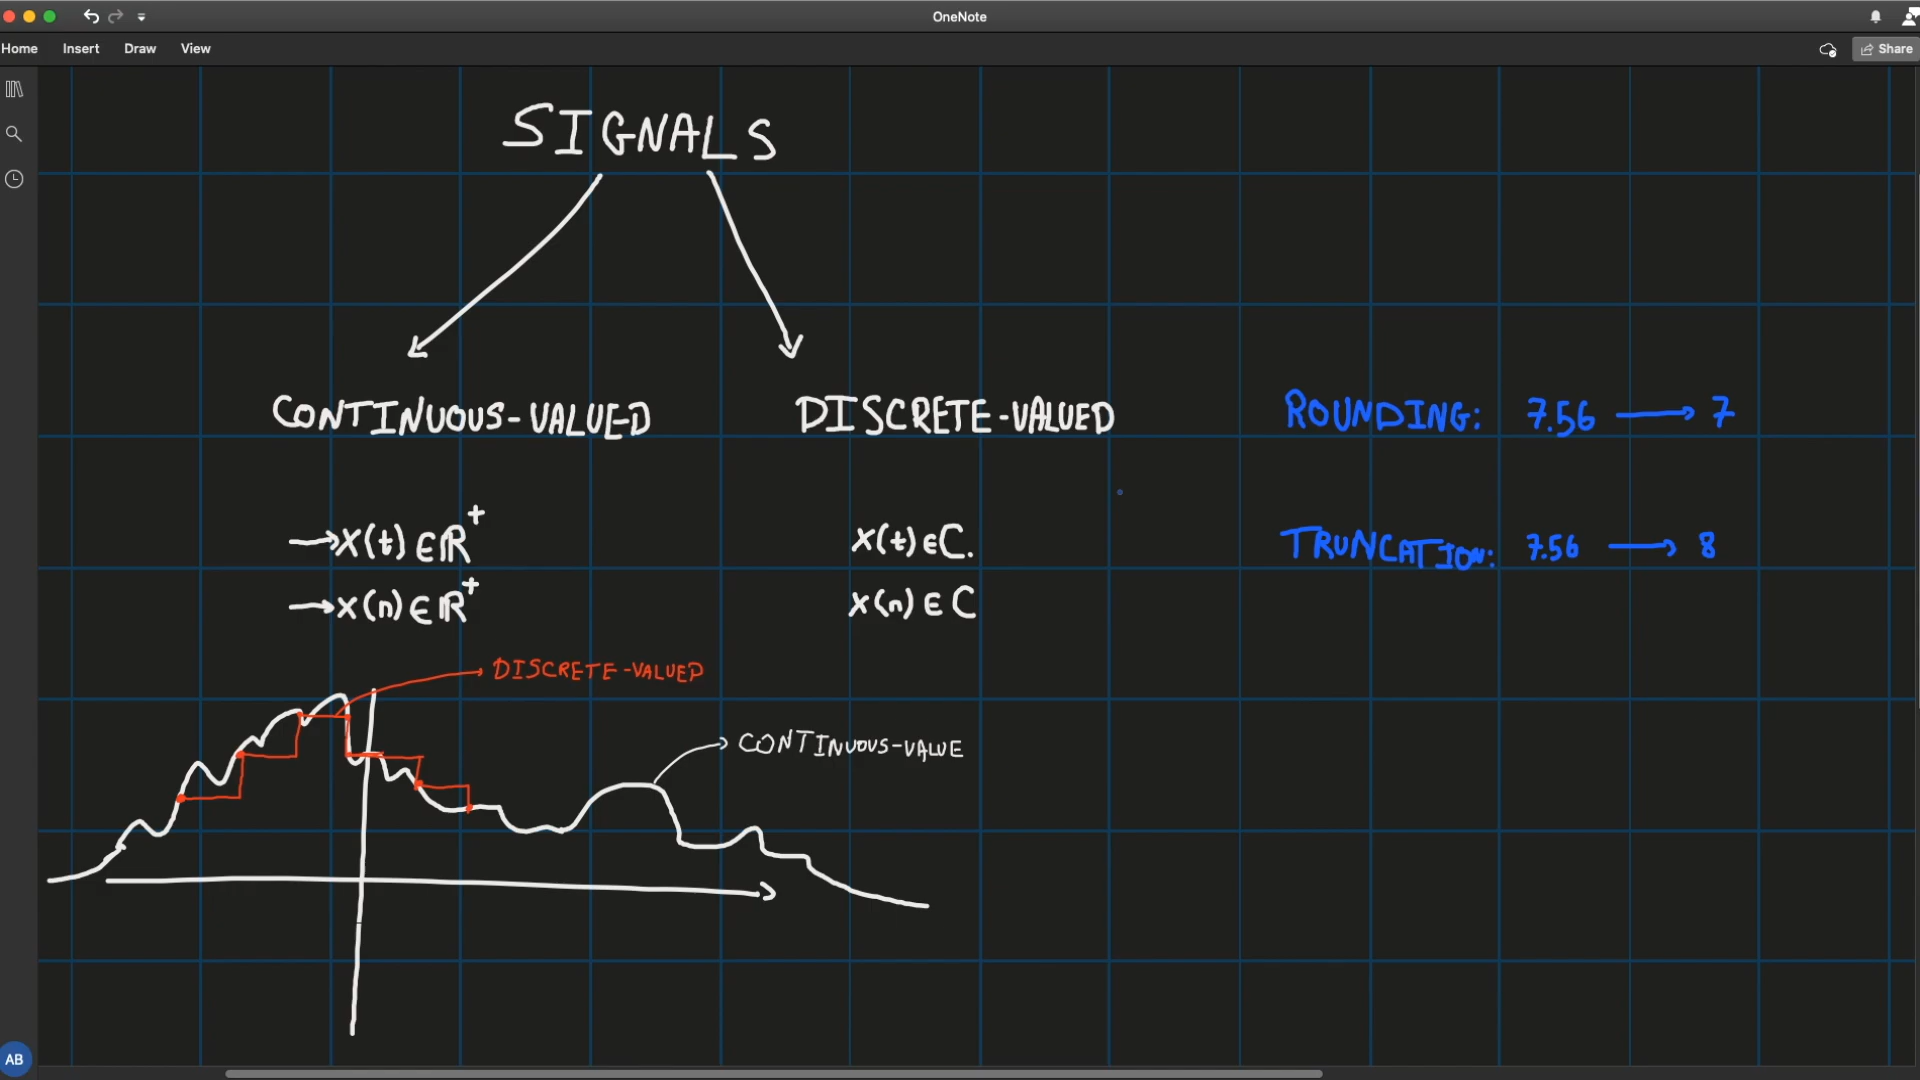 OneNote
Home Insert Draw View
Share
SIGNALS
CONTINUOUS-VALUED
DISCRETE-VALUED
ROUNDING: 7.56 → 7
→ x(t) ∈ ℝ⁺
x(t) ∈ C.
TRUNCATION: 7.56 → 8
→ x(n) ∈ ℝ⁺
x(n) ∈ C
DISCRETE-VALUED
CONTINUOUS-VALUE
AB